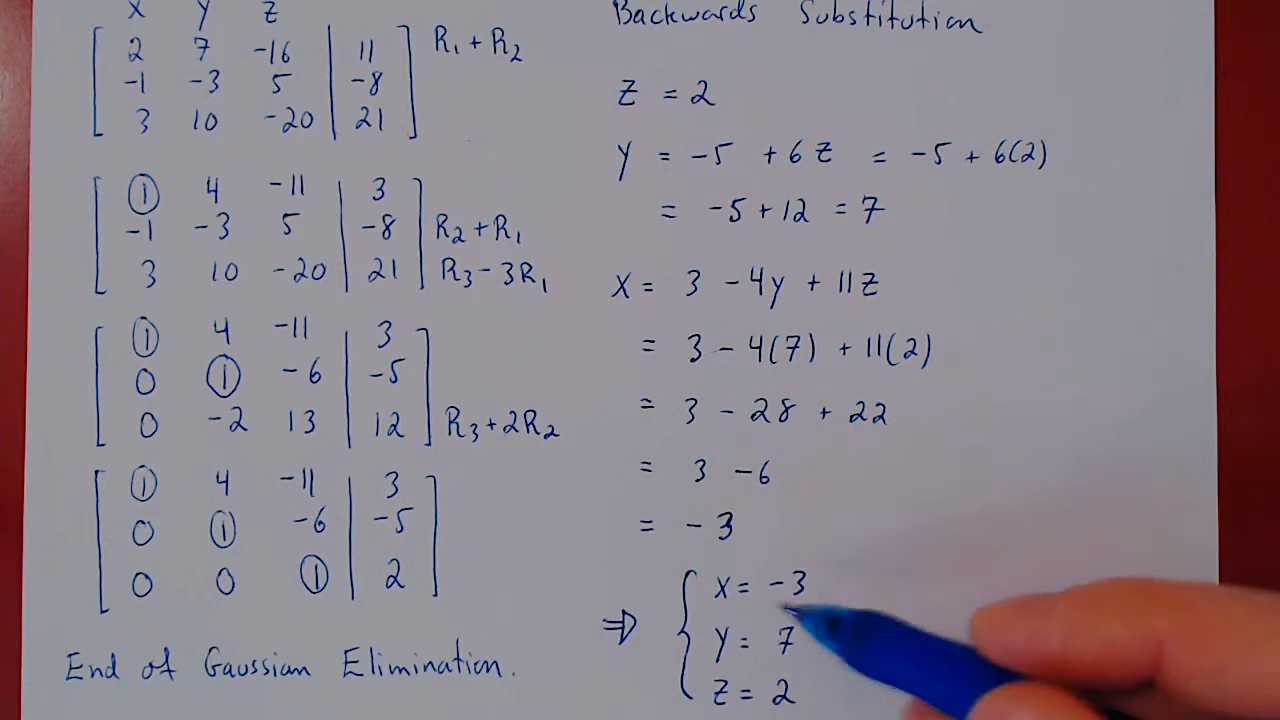 x y z
2 7 -16 | 11 R₁ + R₂
-1 -3 5 | -8
3 10 -20 | 21
1 4 -11 | 3
-1 -3 5 | -8 R₂ + R₁
3 10 -20 | 21 R₃ - 3R₁
1 4 -11 | 3
0 1 -6 | -5
0 -2 13 | 12 R₃ + 2R₂
1 4 -11 | 3
0 1 -6 | -5
0 0 1 | 2
End of Gaussian Elimination.
Backwards Substitution
z = 2
y = -5 + 6z = -5 + 6(2)
= -5 + 12 = 7
x = 3 - 4y + 11z
= 3 - 4(7) + 11(2)
= 3 - 28 + 22
= 3 - 6
= -3
⇒ { x = -3
y = 7
z = 2